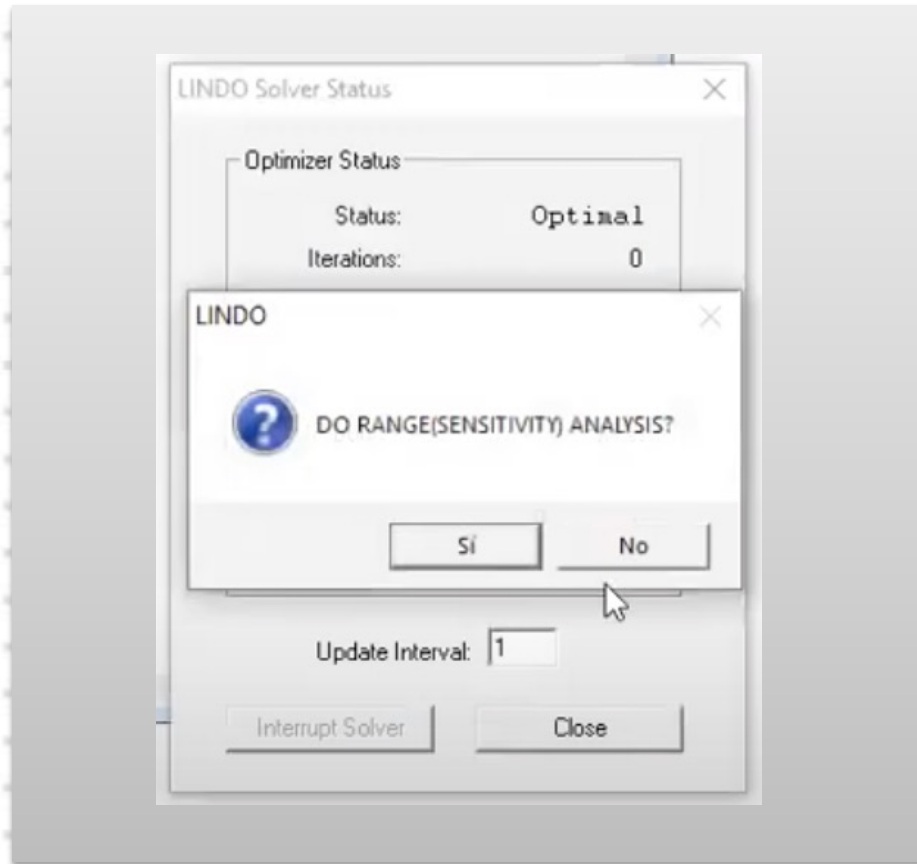 LINDO Solver Status
Optimizer Status
Status: Optimal
Iterations: 0
LINDO
DO RANGE(SENSITIVITY) ANALYSIS?
Sí No
Update Interval: 1
Interrupt Solver Close